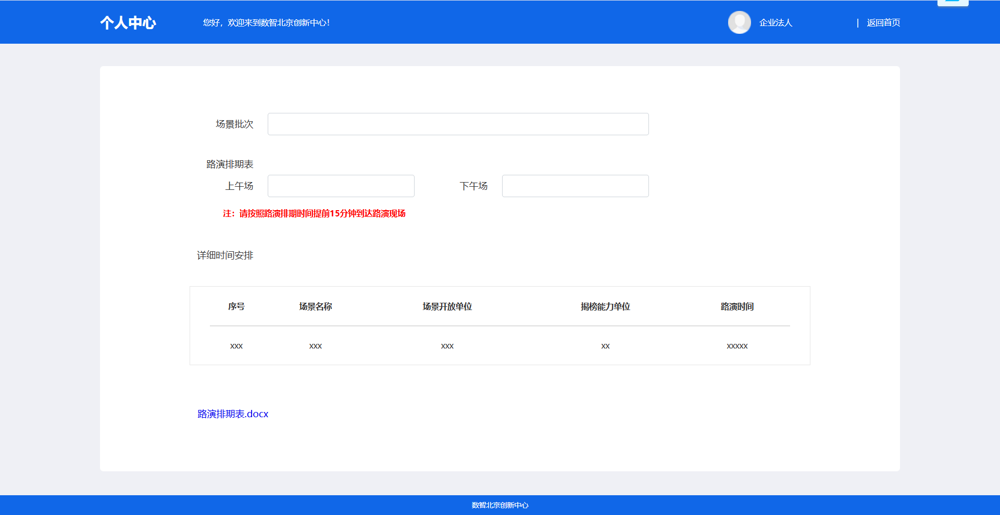 个人中心
您好，欢迎来到数智北京创新中心！
企业法人
| 返回首页
场景批次
路演排期表
上午场
下午场
注：请按照路演排期时间提前15分钟到达路演现场
详细时间安排
序号 场景名称 场景开放单位 揭榜能力单位 路演时间
xxx xxx xxx xx xxxxx
路演排期表.docx
数智北京创新中心